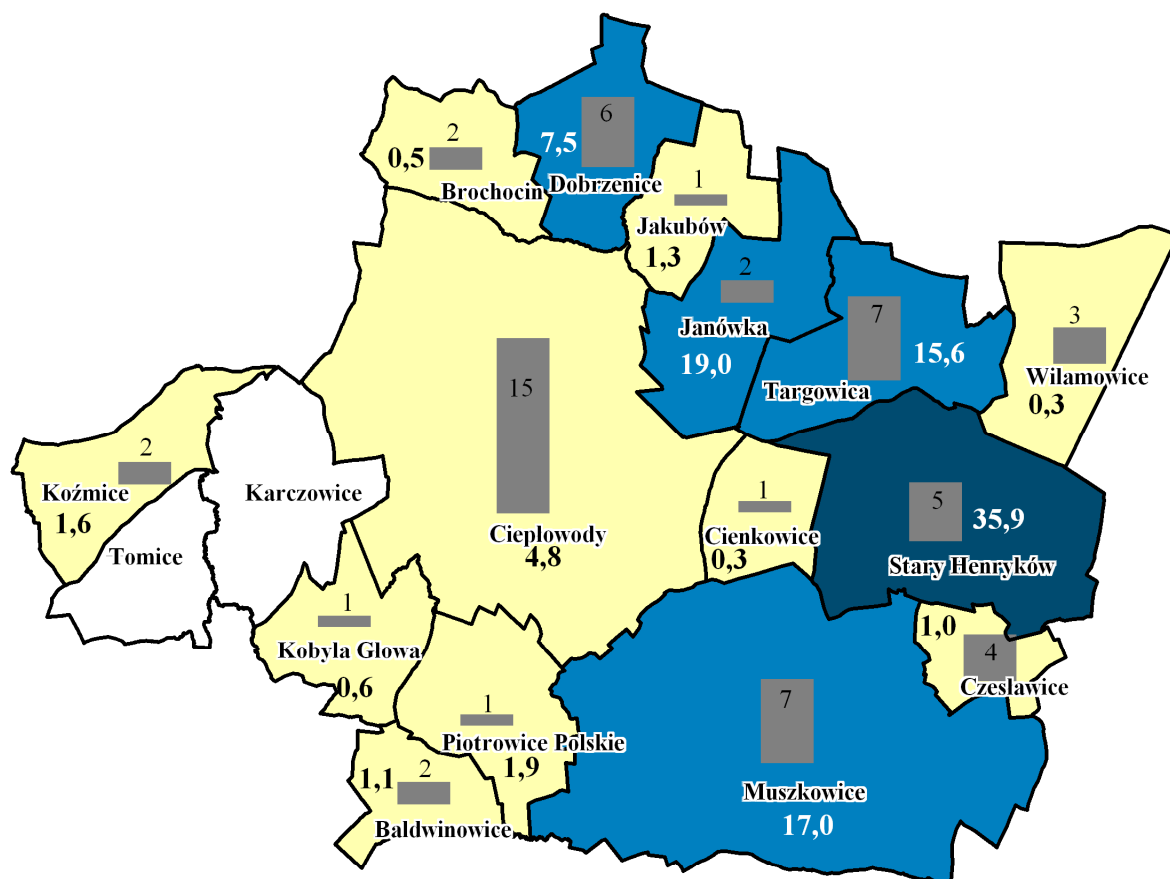 6
2
7,5
0,5
Dobrzenice
Brochocin
1
Jakubów
1,3
2
Janówka
19,0
7
15,6
Targowica
3
Wilamowice
0,3
15
Cieplowody
4,8
2
Koźmice
1,6
Karczowice
Tomice
1
Cienkowice
0,3
5
35,9
Stary Henryków
1
Kobyla Glowa
0,6
1,0
4
Czeslawice
1
Piotrowice Polskie
1,9
7
Muszkowice
17,0
2
1,1
Baldwinowice